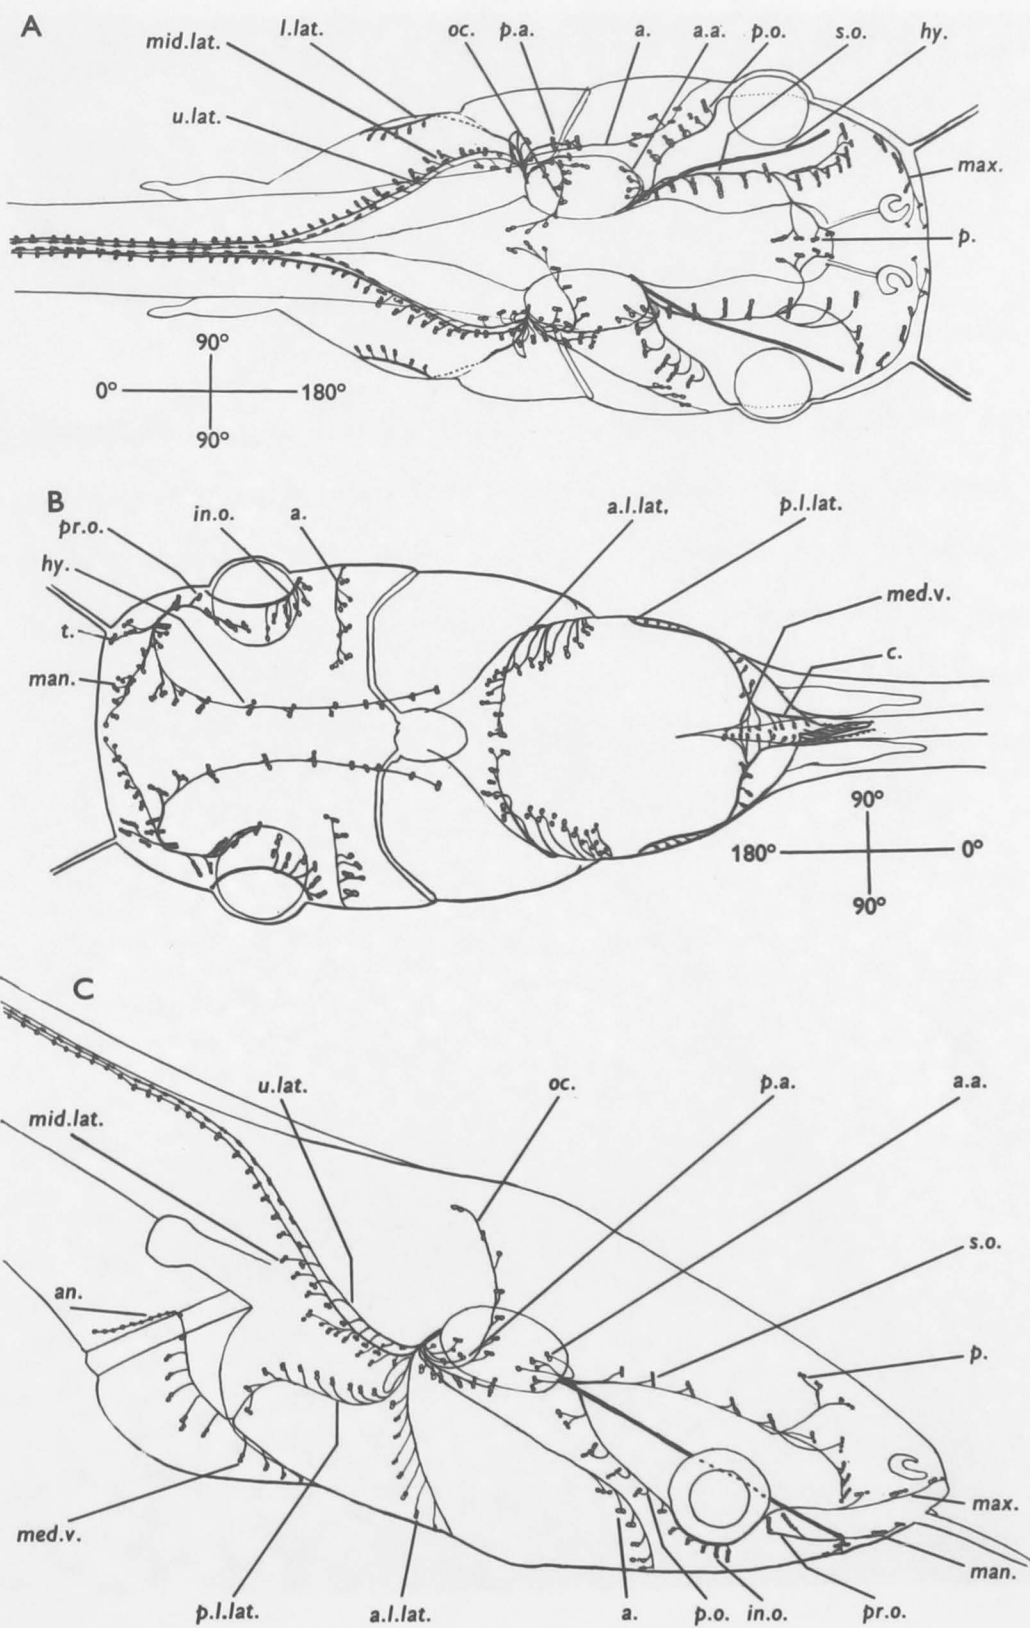 A
mid.lat.
l.lat.
oc.
p.a.
a.
a.a.
p.o.
s.o.
hy.
u.lat.
max.
p.
90°
0°
180°
90°
B
pr.o.
in.o.
a.
a.l.lat.
p.l.lat.
hy.
med.v.
t.
c.
man.
90°
180°
0°
90°
C
u.lat.
oc.
p.a.
a.a.
mid.lat.
s.o.
an.
p.
max.
med.v.
man.
p.l.lat.
a.l.lat.
a.
p.o.
in.o.
pr.o.